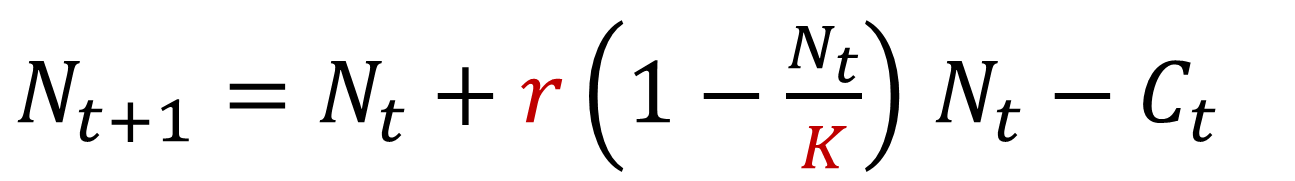 N_{t+1} = N_t + r(1 − N_t/K) N_t − C_t